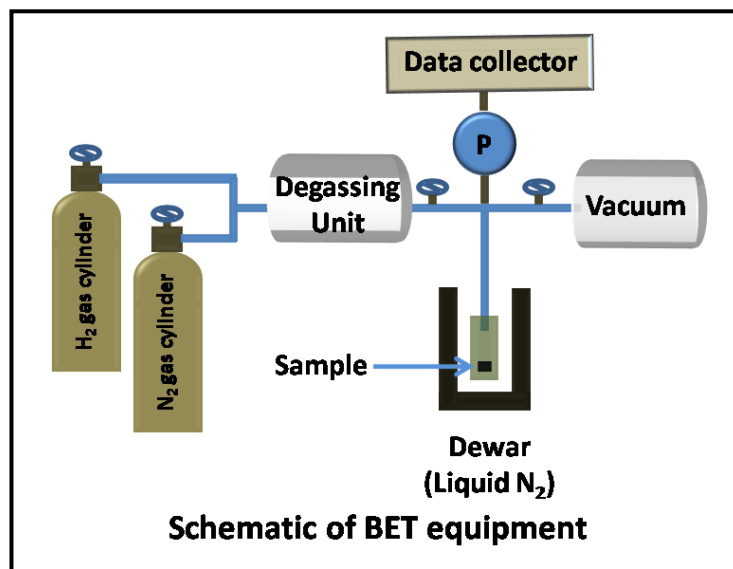 Data collector
P
Degassing
Unit
Vacuum
H₂ gas cylinder
N₂ gas cylinder
Sample
Dewar
(Liquid N₂)
Schematic of BET equipment